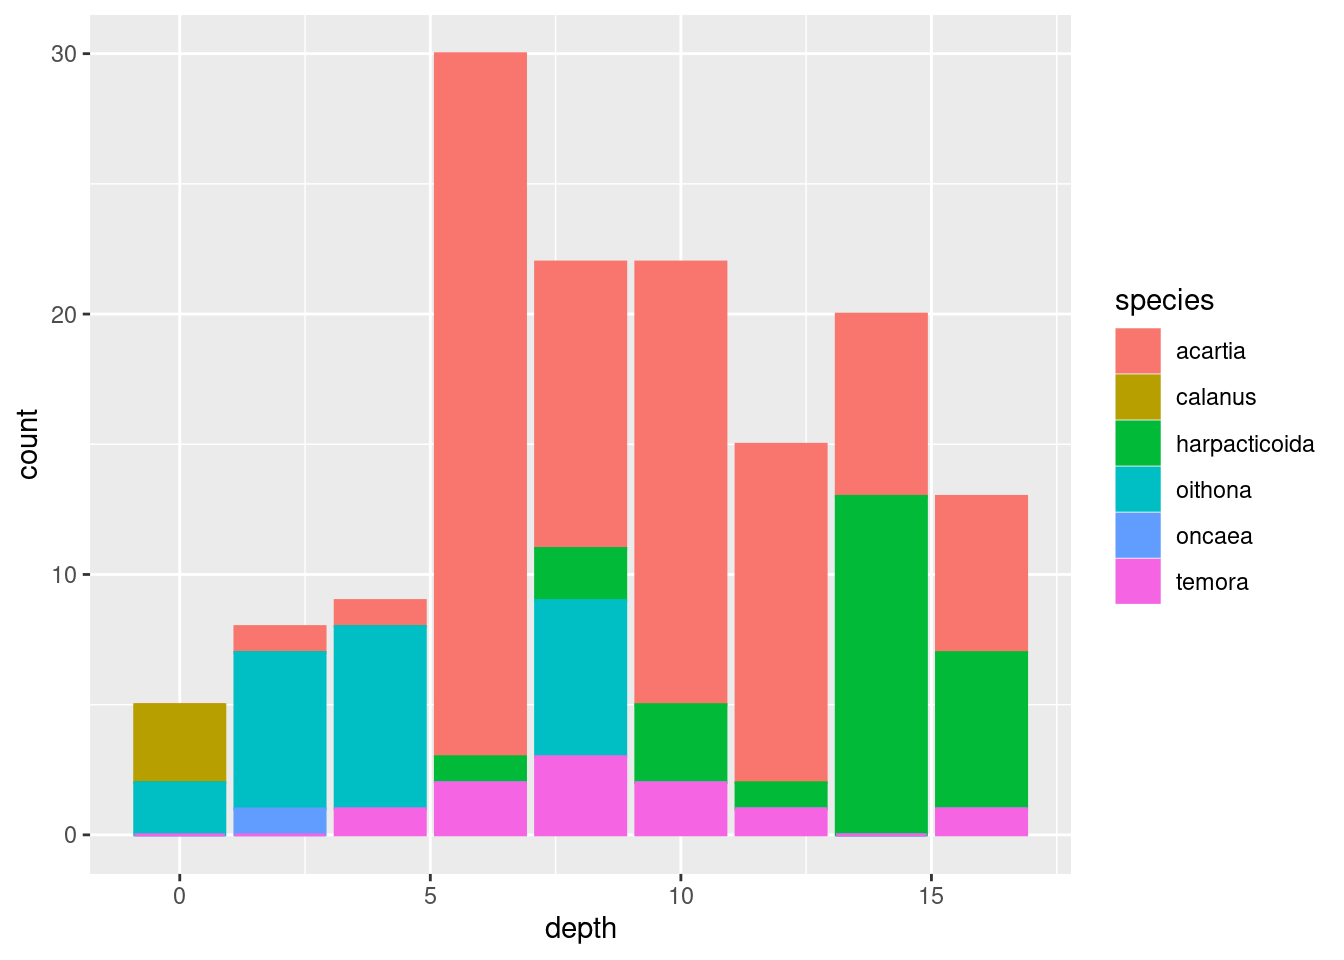 30
20
10
0
count
0 5 10 15
depth
species
acartia
calanus
harpacticoida
oithona
oncaea
temora